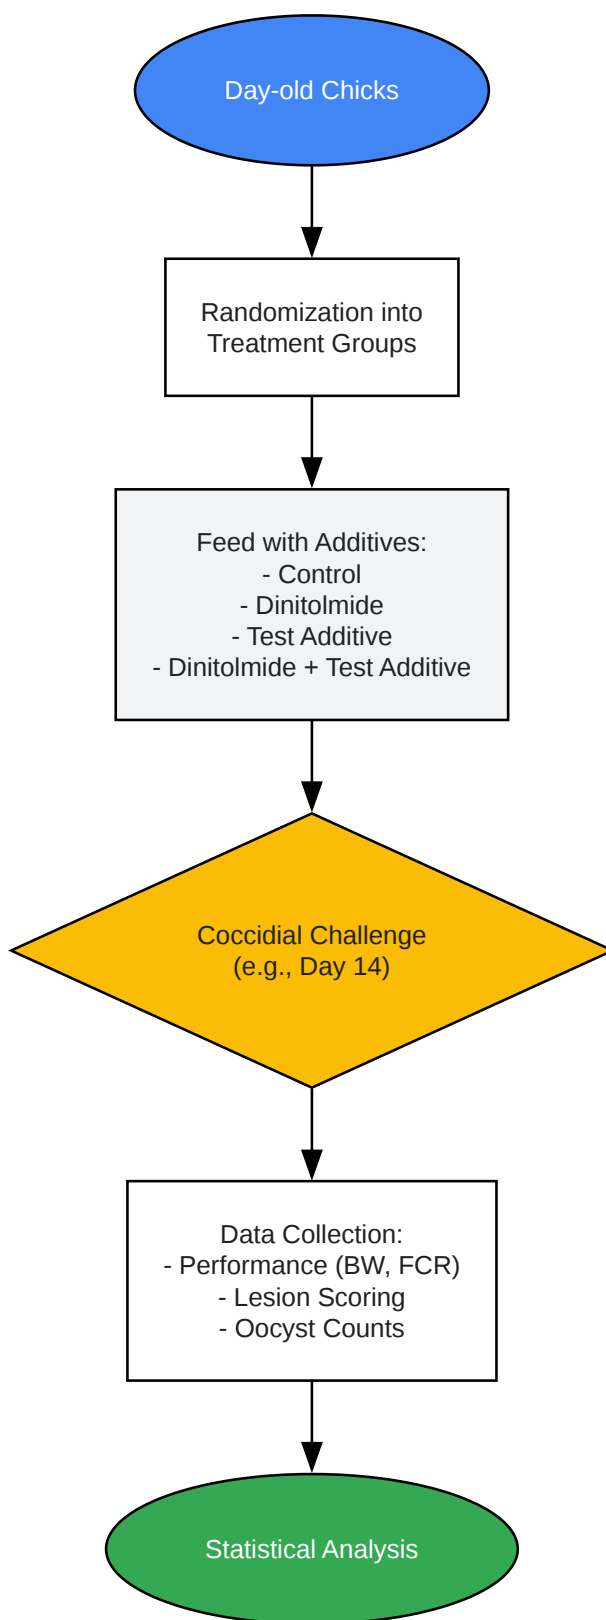 Day-old Chicks
Randomization into
Treatment Groups
Feed with Additives:
- Control
- Dinitolmide
- Test Additive
- Dinitolmide + Test Additive
Coccidial Challenge
(e.g., Day 14)
Data Collection:
- Performance (BW, FCR)
- Lesion Scoring
- Oocyst Counts
Statistical Analysis